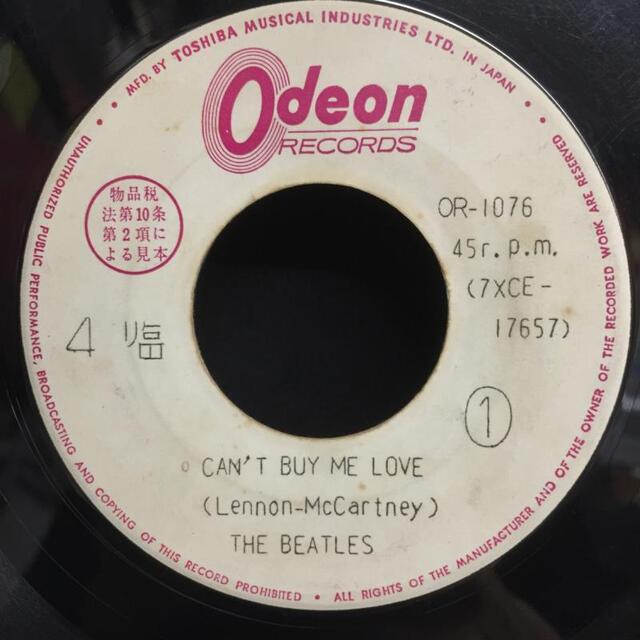 • MFD. BY TOSHIBA MUSICAL INDUSTRIES LTD. IN JAPAN •
Odeon
RECORDS
物品税
法第10条
第2項に
よる見本
OR-1076
45r.p.m.
(7XCE-
17657)
4 臨
①
CAN'T BUY ME LOVE
(Lennon-McCartney)
THE BEATLES
UNAUTHORIZED PUBLIC PERFORMANCE, BROADCASTING AND COPYING OF THIS RECORD PROHIBITED • ALL RIGHTS OF THE MANUFACTURER AND OF THE OWNER OF THE RECORDED WORK ARE RESERVED